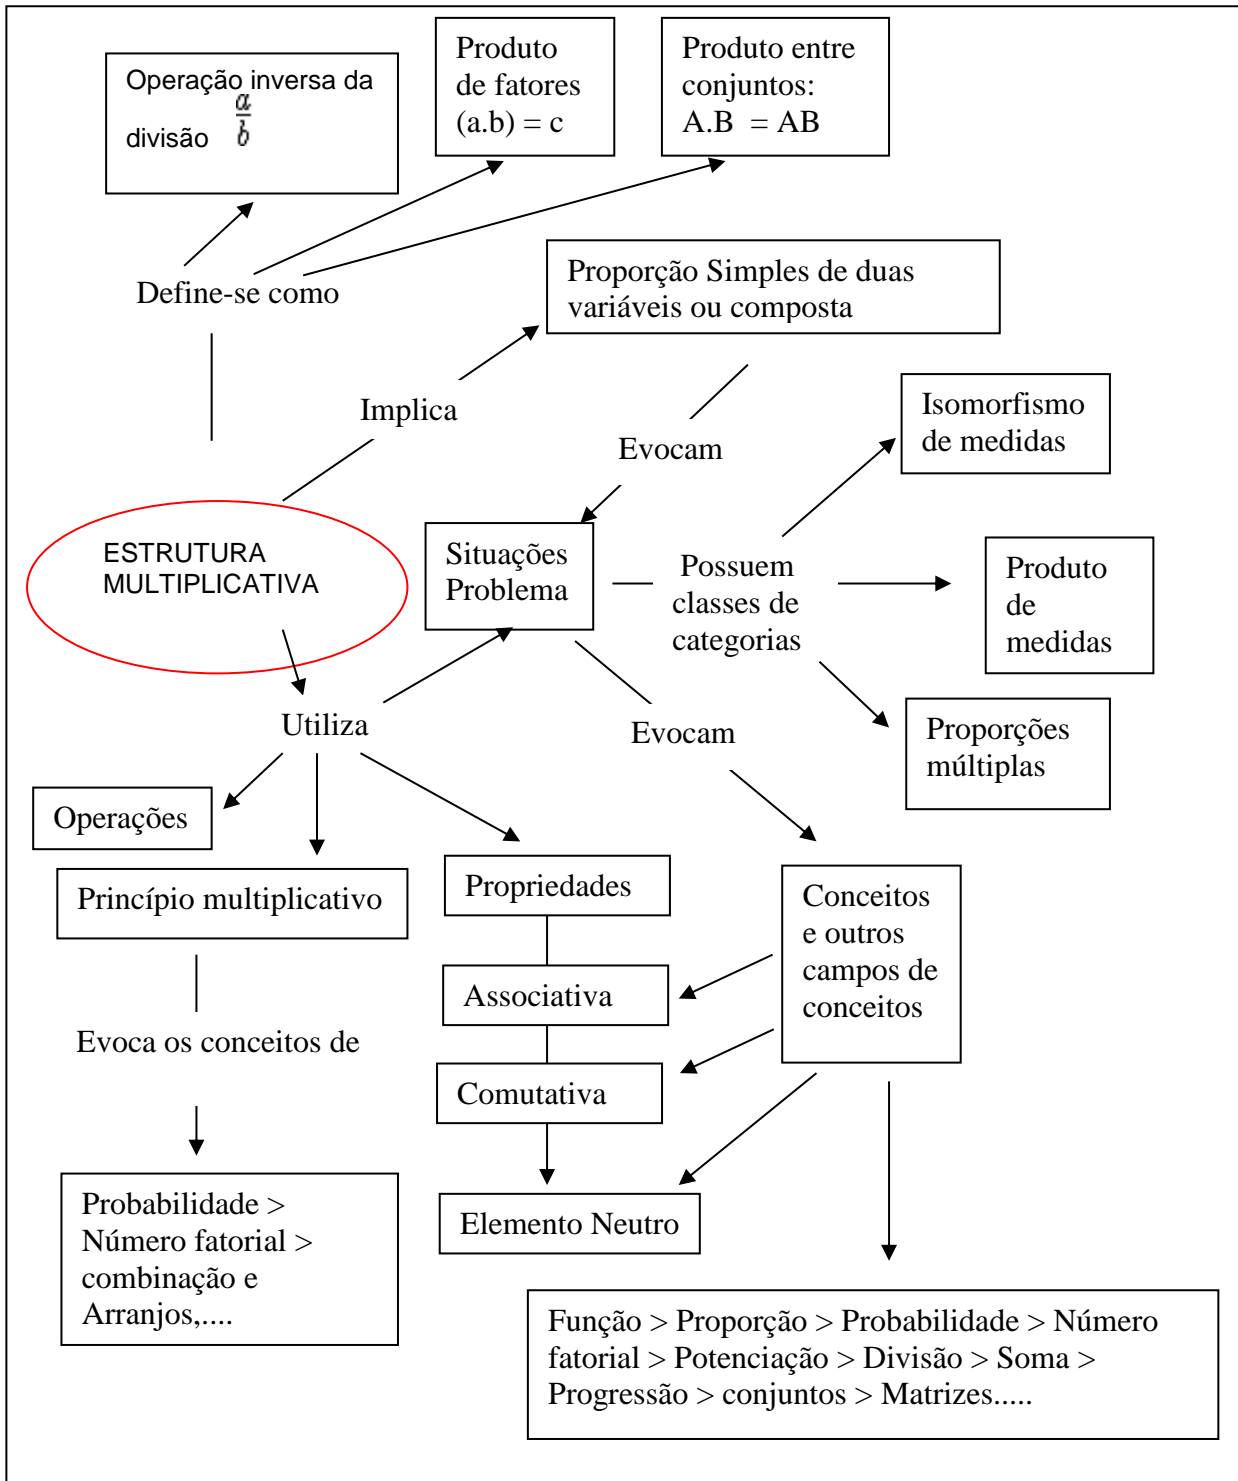 Operação inversa da
divisão a/b
Produto
de fatores
(a.b) = c
Produto entre
conjuntos:
A.B = AB
Define-se como
Proporção Simples de duas
variáveis ou composta
Implica
Evocam
Isomorfismo
de medidas
ESTRUTURA
MULTIPLICATIVA
Situações
Problema
Possuem
classes de
categorias
Produto
de
medidas
Proporções
múltiplas
Utiliza
Evocam
Operações
Princípio multiplicativo
Propriedades
Conceitos
e outros
campos de
conceitos
Associativa
Evoca os conceitos de
Comutativa
Probabilidade >
Número fatorial >
combinação e
Arranjos,....
Elemento Neutro
Função > Proporção > Probabilidade > Número
fatorial > Potenciação > Divisão > Soma >
Progressão > conjuntos > Matrizes.....